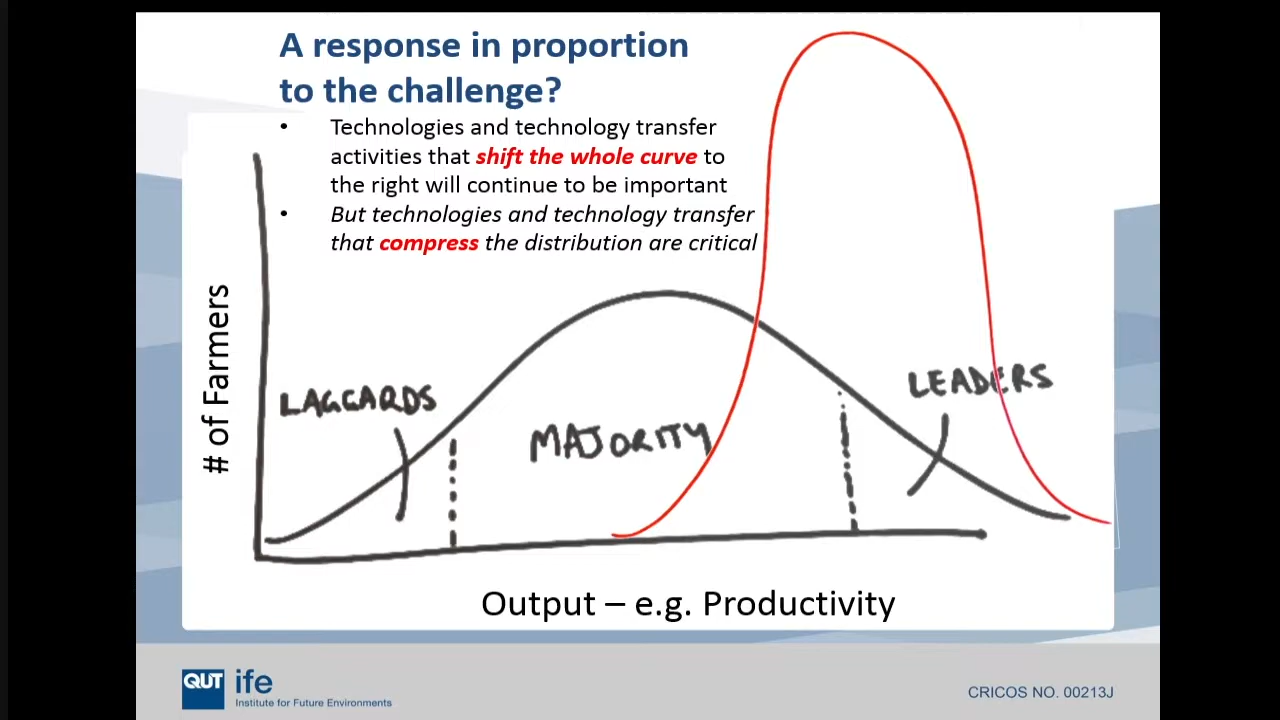 A response in proportion
to the challenge?
• Technologies and technology transfer
activities that shift the whole curve to
the right will continue to be important
• But technologies and technology transfer
that compress the distribution are critical
# of Farmers
LAGGARDS
MAJORITY
LEADERS
Output – e.g. Productivity
QUT
ife
Institute for Future Environments
CRICOS NO. 00213J